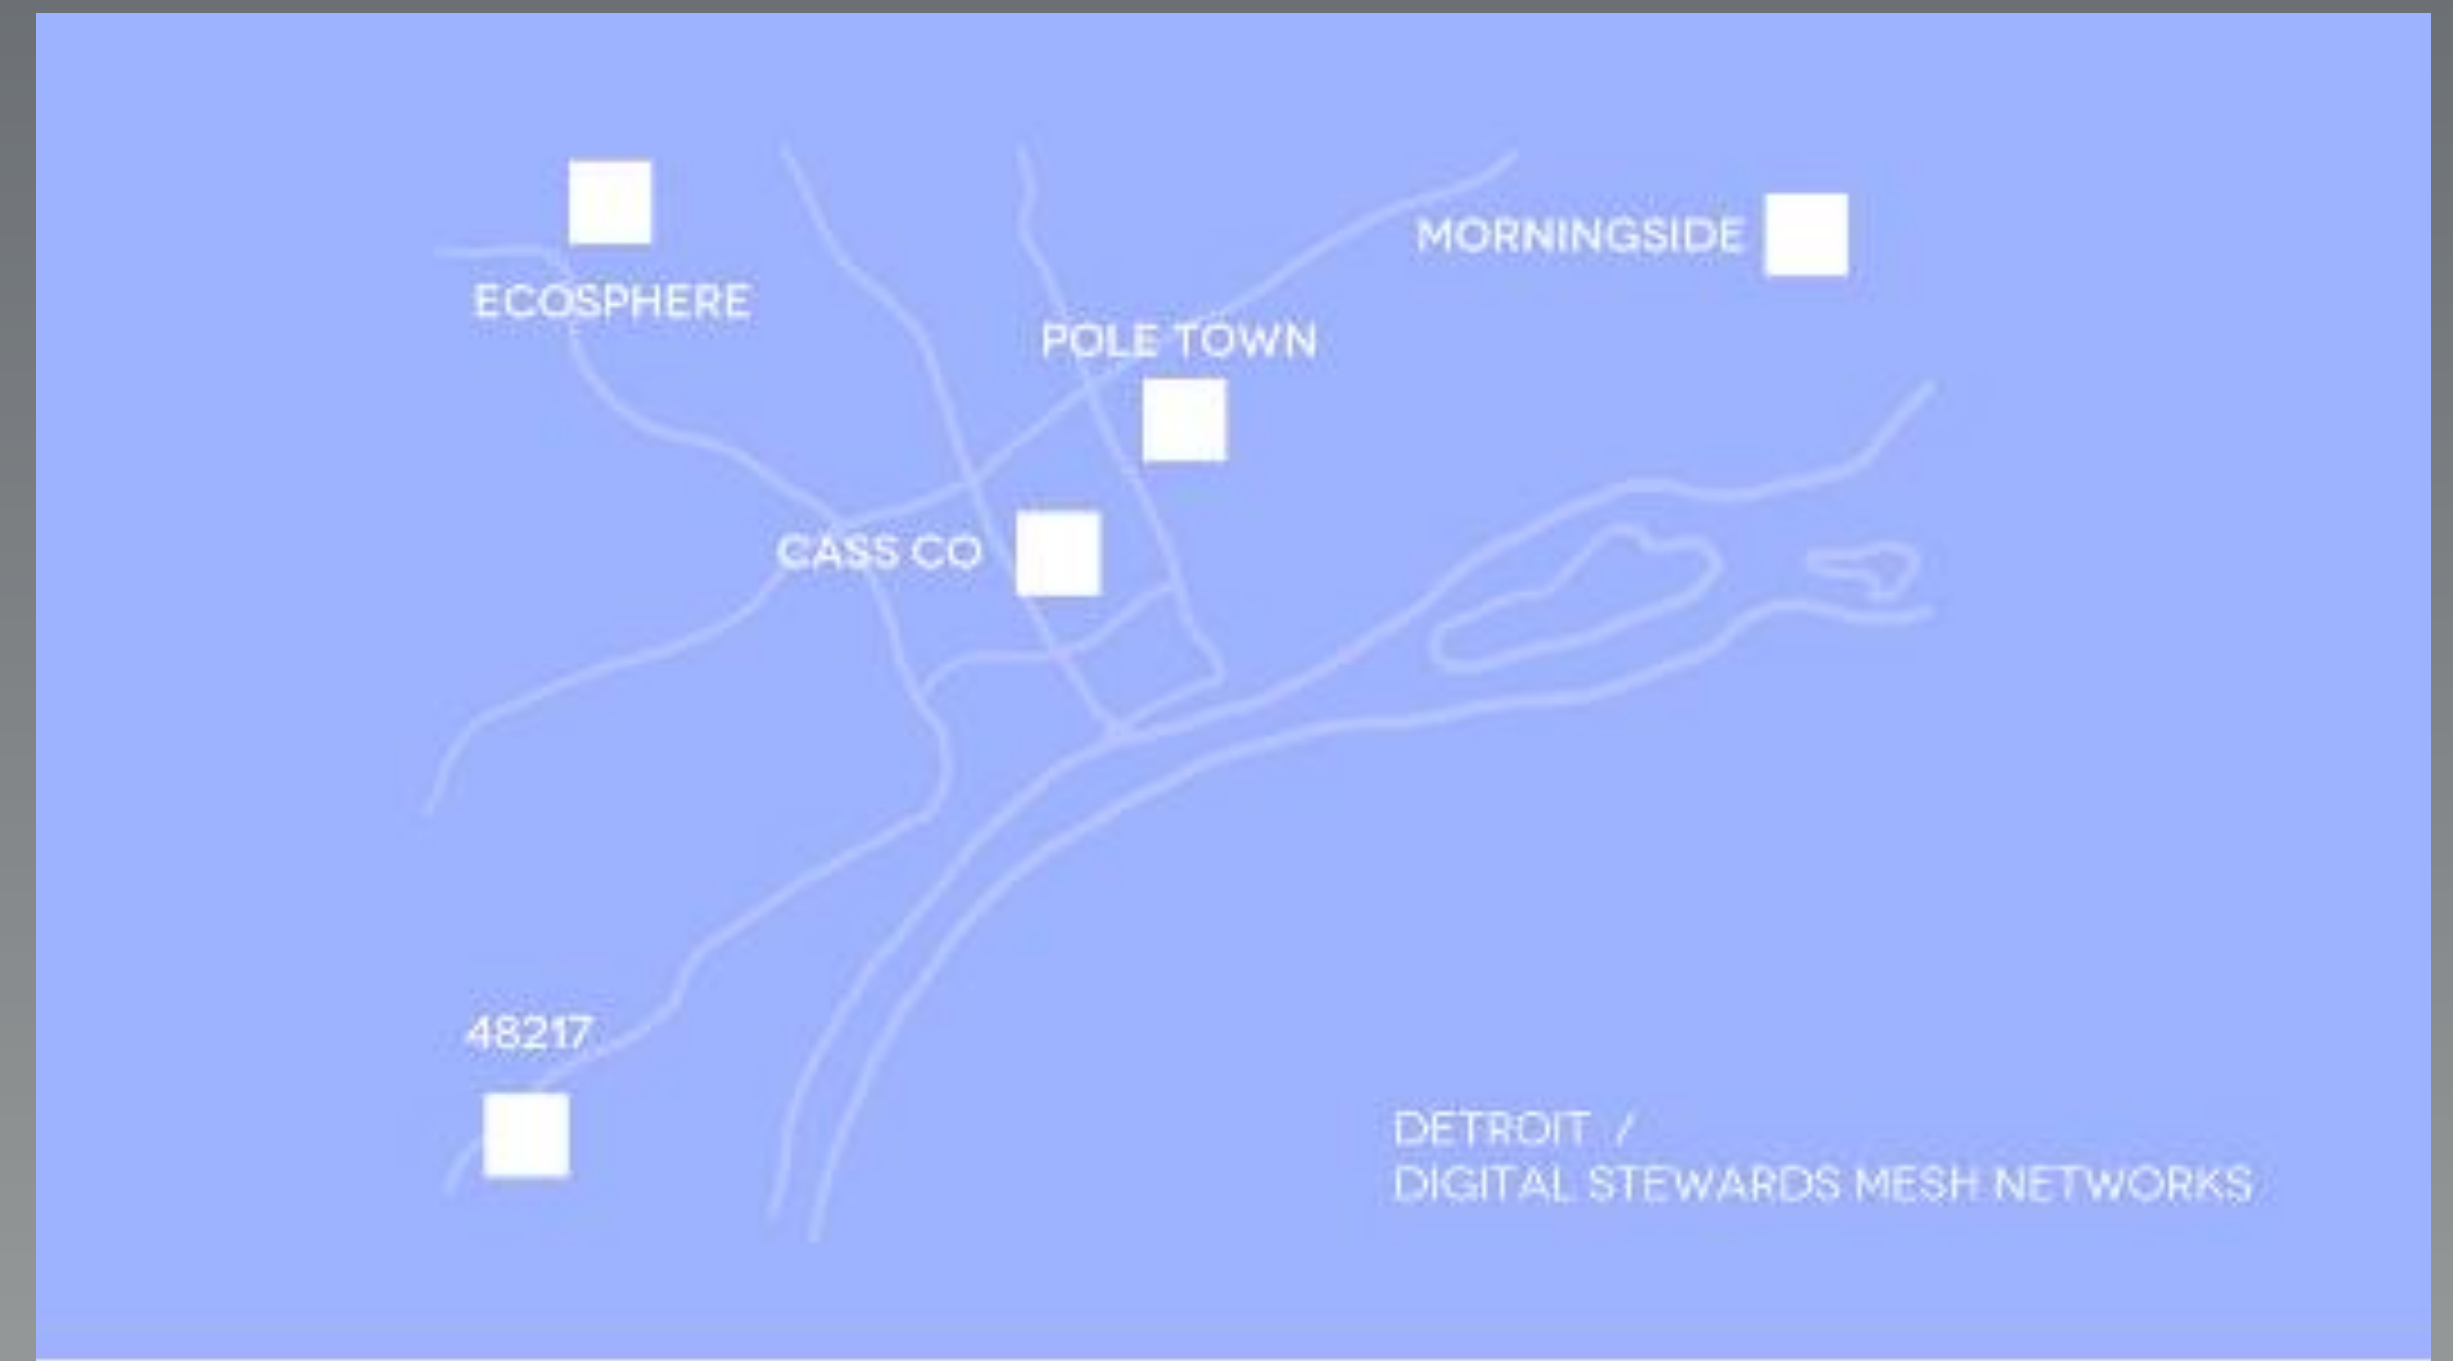 MORNINGSIDE
ECOSPHERE
POLE TOWN
CASS CO
48217
DETROIT /
DIGITAL STEWARDS MESH NETWORKS